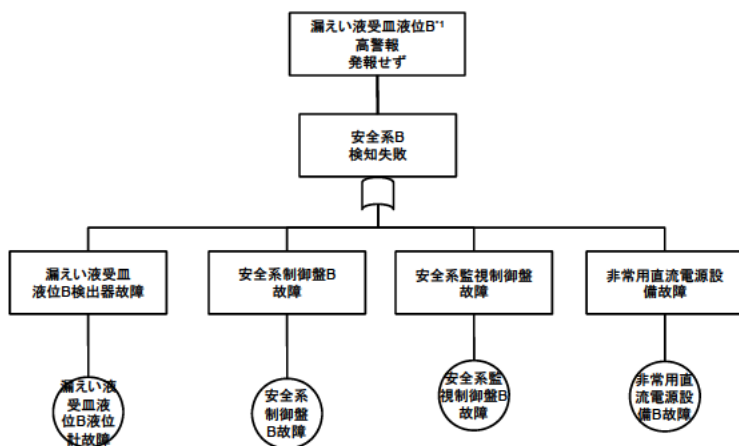 漏えい液受皿液位B*1
高警報
発報せず
安全系B
検知失敗
漏えい液受皿
液位B検出器故障
安全系制御盤B
故障
安全系監視制御盤
故障
非常用直流電源設
備故障
漏えい液
受皿液
位B液位
計故障
安全系
制御盤
B故障
安全系監
視制御盤B
故障
非常用直
流電源設
備B故障